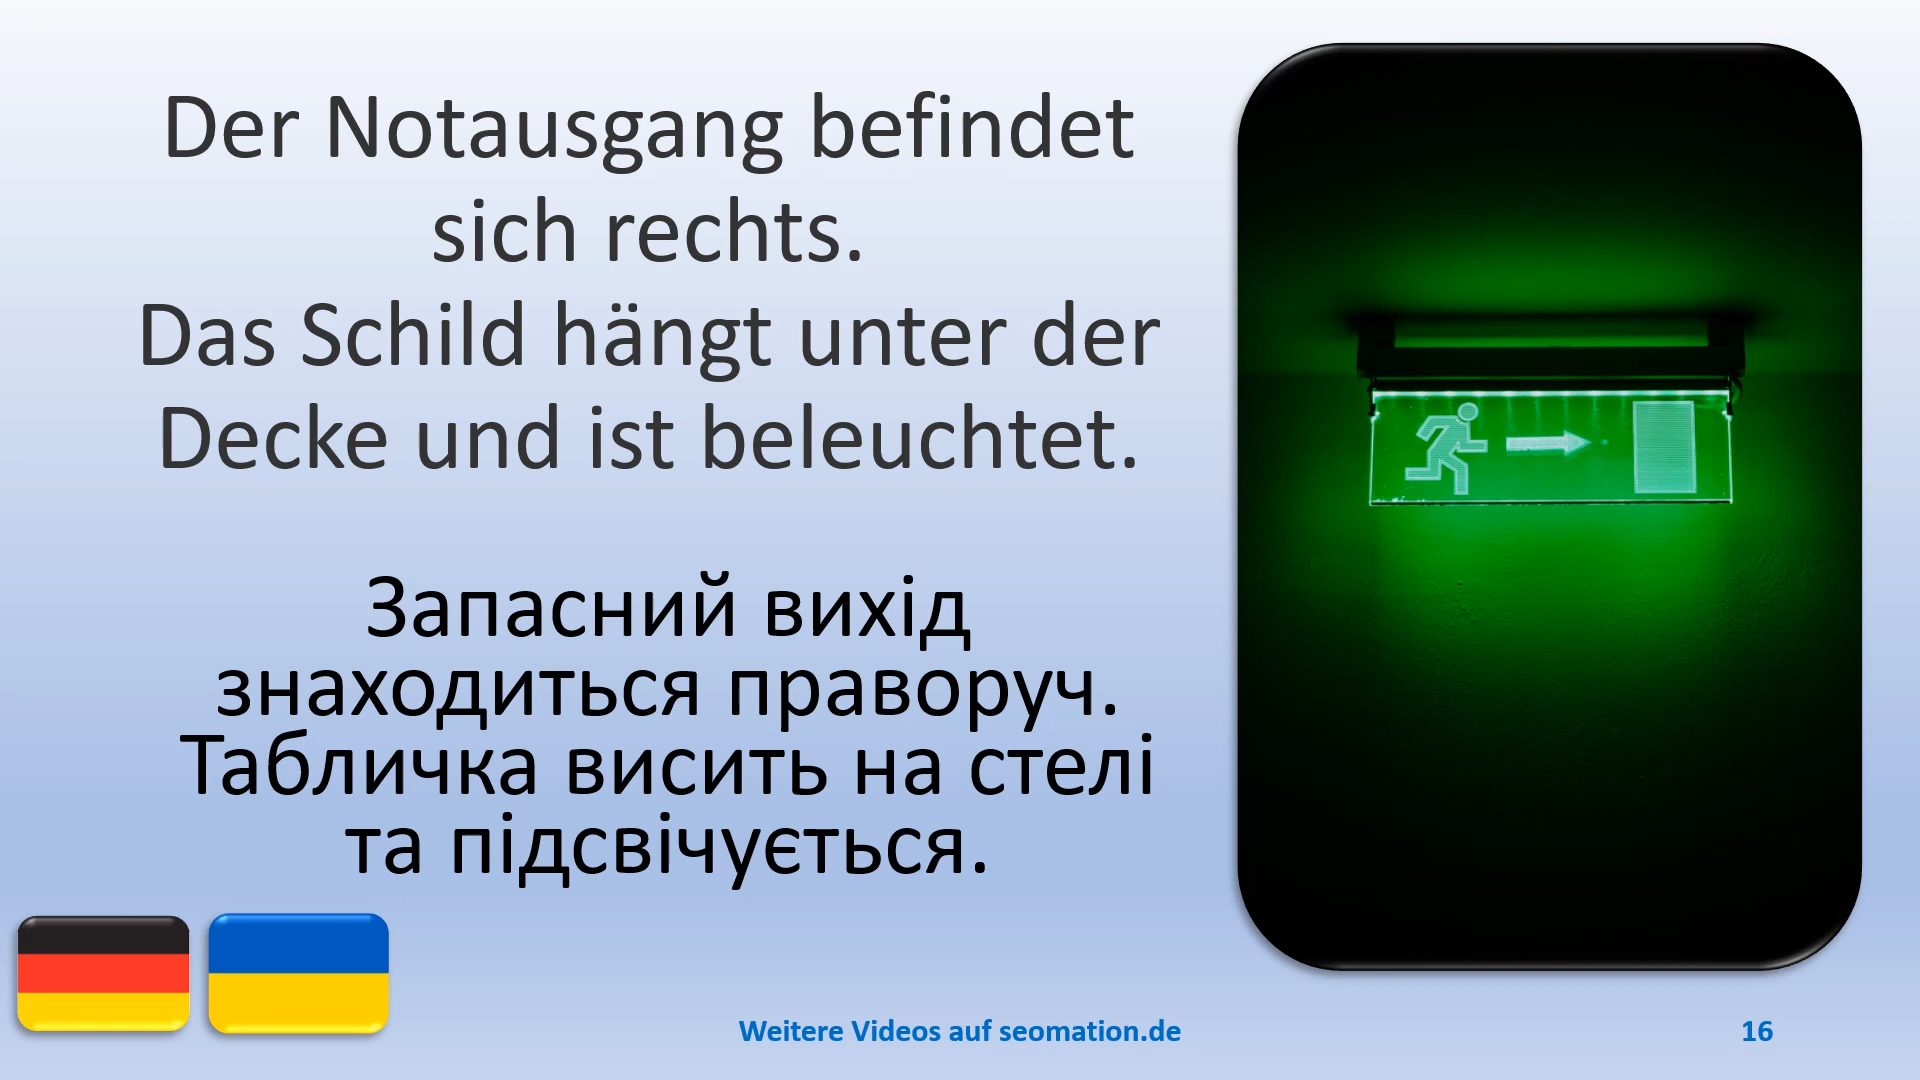 Der Notausgang befindet
sich rechts.
Das Schild hängt unter der
Decke und ist beleuchtet.
Запасний вихід
знаходиться праворуч.
Табличка висить на стелі
та підсвічується.
Weitere Videos auf seomation.de
16